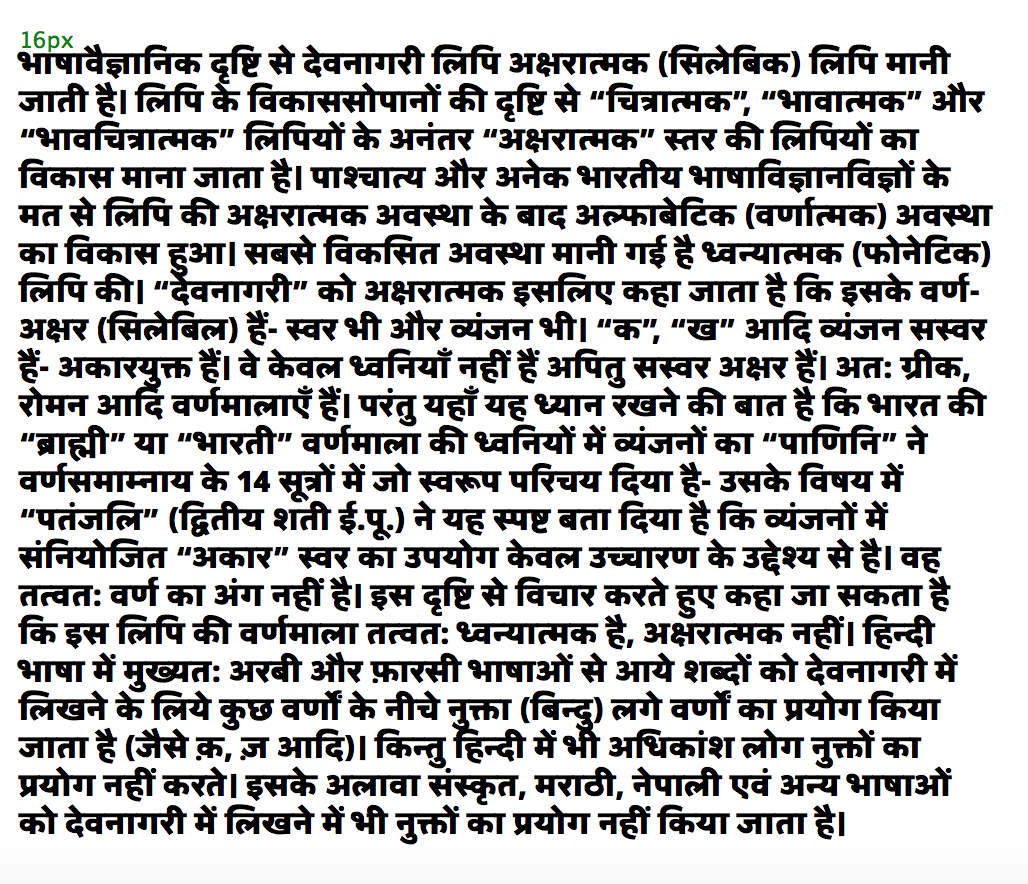 16px
भाषावैज्ञानिक दृष्टि से देवनागरी लिपि अक्षरात्मक (सिलेबिक) लिपि मानी
जाती है। लिपि के विकाससोपानों की दृष्टि से “चित्रात्मक”, “भावात्मक” और
“भावचित्रात्मक” लिपियों के अनंतर “अक्षरात्मक” स्तर की लिपियों का
विकास माना जाता है। पाश्चात्य और अनेक भारतीय भाषाविज्ञानविज्ञों के
मत से लिपि की अक्षरात्मक अवस्था के बाद अल्फाबेटिक (वर्णात्मक) अवस्था
का विकास हुआ। सबसे विकसित अवस्था मानी गई है ध्वन्यात्मक (फोनेटिक)
लिपि की। “देवनागरी” को अक्षरात्मक इसलिए कहा जाता है कि इसके वर्ण-
अक्षर (सिलेबिल) हैं- स्वर भी और व्यंजन भी। “क”, “ख” आदि व्यंजन सस्वर
हैं- अकारयुक्त हैं। वे केवल ध्वनियाँ नहीं हैं अपितु सस्वर अक्षर हैं। अत: ग्रीक,
रोमन आदि वर्णमालाएँ हैं। परंतु यहाँ यह ध्यान रखने की बात है कि भारत की
“ब्राह्मी” या “भारती” वर्णमाला की ध्वनियों में व्यंजनों का “पाणिनि” ने
वर्णसमाम्नाय के 14 सूत्रों में जो स्वरूप परिचय दिया है- उसके विषय में
“पतंजलि” (द्वितीय शती ई.पू.) ने यह स्पष्ट बता दिया है कि व्यंजनों में
संनियोजित “अकार” स्वर का उपयोग केवल उच्चारण के उद्देश्य से है। वह
तत्वत: वर्ण का अंग नहीं है। इस दृष्टि से विचार करते हुए कहा जा सकता है
कि इस लिपि की वर्णमाला तत्वत: ध्वन्यात्मक है, अक्षरात्मक नहीं। हिन्दी
भाषा में मुख्यत: अरबी और फ़ारसी भाषाओं से आये शब्दों को देवनागरी में
लिखने के लिये कुछ वर्णों के नीचे नुक्ता (बिन्दु) लगे वर्णों का प्रयोग किया
जाता है (जैसे क़, ज़ आदि)। किन्तु हिन्दी में भी अधिकांश लोग नुक्तों का
प्रयोग नहीं करते। इसके अलावा संस्कृत, मराठी, नेपाली एवं अन्य भाषाओं
को देवनागरी में लिखने में भी नुक्तों का प्रयोग नहीं किया जाता है।